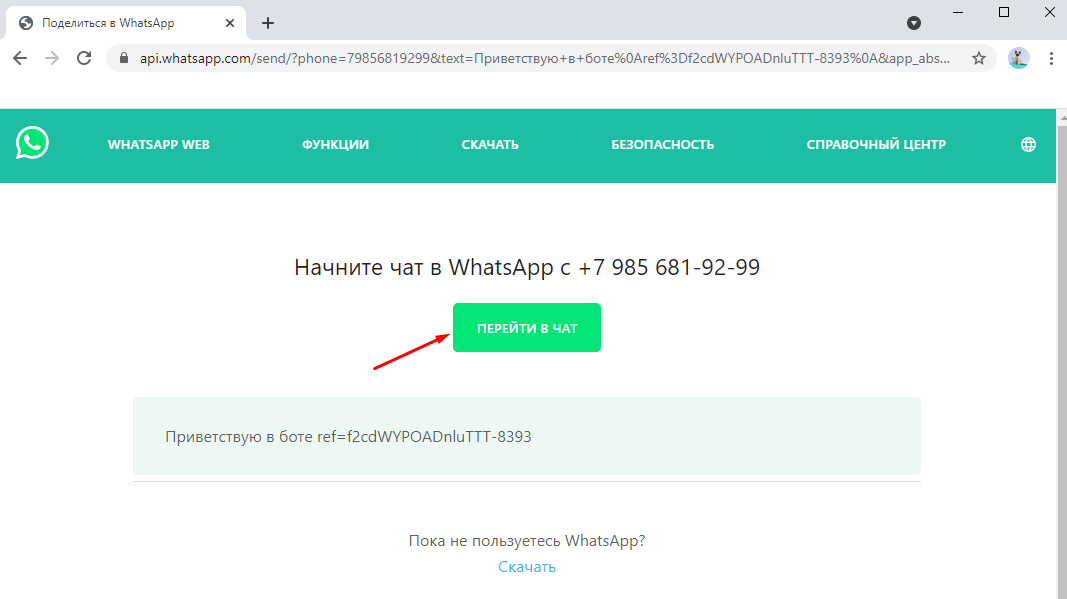 Поделиться в WhatsApp
api.whatsapp.com/send/?phone=79856819299&text=Приветствую+в+боте%0Aref%3Df2cdWYPOADnluTTT-8393%0A&app_abs...
WHATSAPP WEB
ФУНКЦИИ
СКАЧАТЬ
БЕЗОПАСНОСТЬ
СПРАВОЧНЫЙ ЦЕНТР
Начните чат в WhatsApp с +7 985 681-92-99
ПЕРЕЙТИ В ЧАТ
Приветствую в боте ref=f2cdWYPOADnluTTT-8393
Пока не пользуетесь WhatsApp?
Скачать